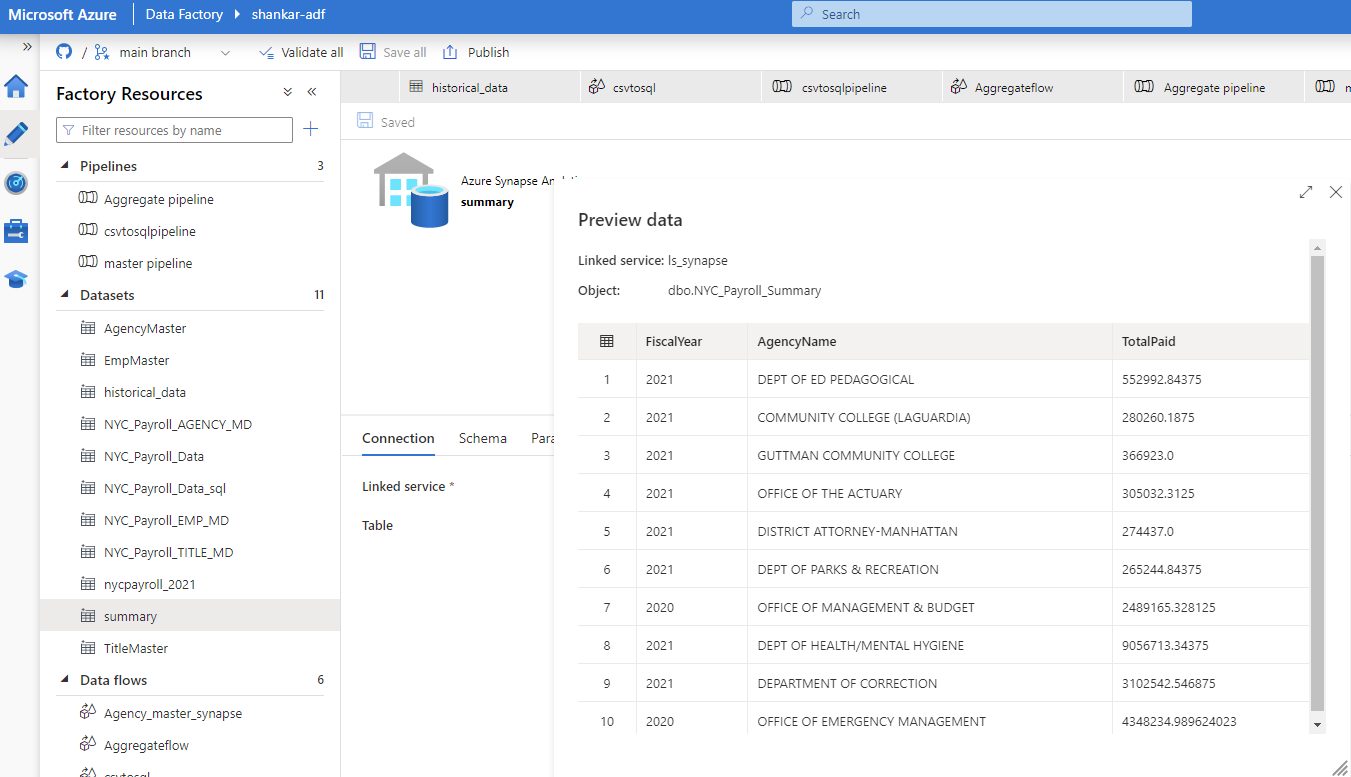 Microsoft Azure Data Factory shankar-adf Search
/ main branch Validate all Save all Publish
Factory Resources
Filter resources by name
Pipelines 3
Aggregate pipeline
csvtosqlpipeline
master pipeline
Datasets 11
AgencyMaster
EmpMaster
historical_data
NYC_Payroll_AGENCY_MD
NYC_Payroll_Data
NYC_Payroll_Data_sql
NYC_Payroll_EMP_MD
NYC_Payroll_TITLE_MD
nycpayroll_2021
summary
TitleMaster
Data flows 6
Agency_master_synapse
Aggregateflow
csvtosql
historical_data csvtosql csvtosqlpipeline Aggregateflow Aggregate pipeline m
Saved
Azure Synapse Analyti
summary
Connection Schema Para
Linked service *
Table
Preview data
Linked service: ls_synapse
Object: dbo.NYC_Payroll_Summary
FiscalYear AgencyName TotalPaid
1 2021 DEPT OF ED PEDAGOGICAL 552992.84375
2 2021 COMMUNITY COLLEGE (LAGUARDIA) 280260.1875
3 2021 GUTTMAN COMMUNITY COLLEGE 366923.0
4 2021 OFFICE OF THE ACTUARY 305032.3125
5 2021 DISTRICT ATTORNEY-MANHATTAN 274437.0
6 2021 DEPT OF PARKS & RECREATION 265244.84375
7 2020 OFFICE OF MANAGEMENT & BUDGET 2489165.328125
8 2021 DEPT OF HEALTH/MENTAL HYGIENE 9056713.34375
9 2021 DEPARTMENT OF CORRECTION 3102542.546875
10 2020 OFFICE OF EMERGENCY MANAGEMENT 4348234.989624023